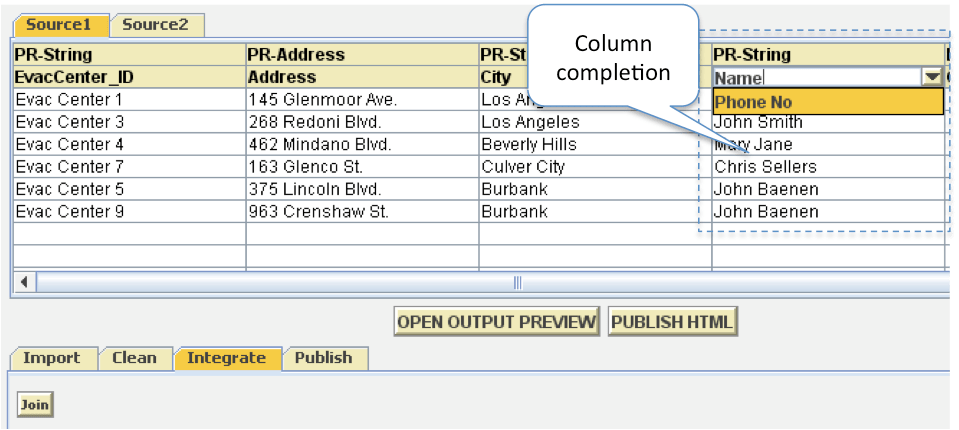 Source1 Source2
PR-String PR-Address PR-St PR-String
EvacCenter_ID Address City Name
Column
completion
Phone No
Evac Center 1 145 Glenmoor Ave. Los An
Evac Center 3 268 Redoni Blvd. Los Angeles John Smith
Evac Center 4 462 Mindano Blvd. Beverly Hills Mary Jane
Evac Center 7 163 Glenco St. Culver City Chris Sellers
Evac Center 5 375 Lincoln Blvd. Burbank John Baenen
Evac Center 9 963 Crenshaw St. Burbank John Baenen
OPEN OUTPUT PREVIEW PUBLISH HTML
Import Clean Integrate Publish
Join